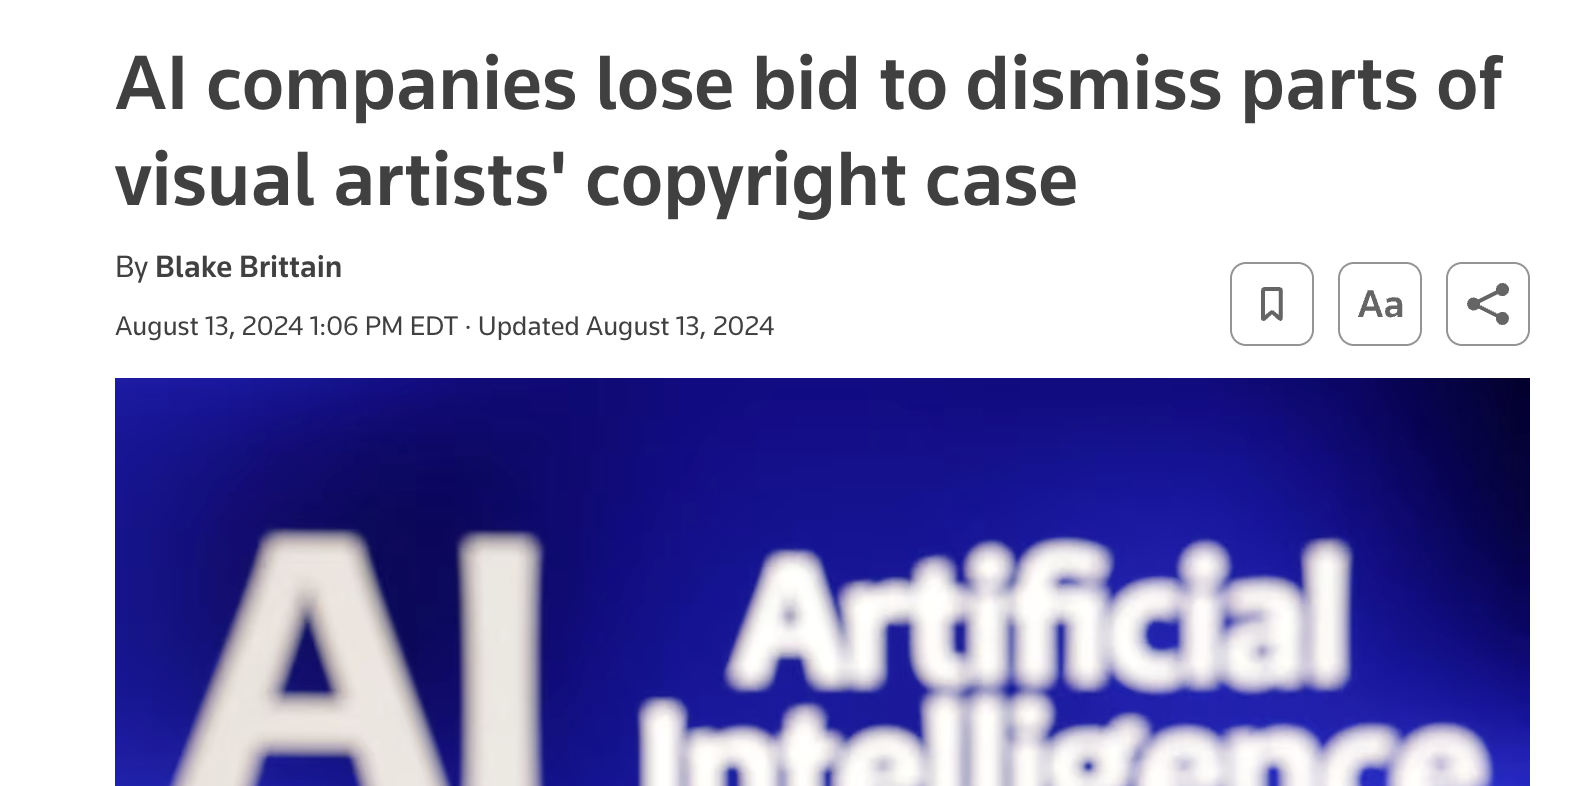 AI companies lose bid to dismiss parts of
visual artists' copyright case
By Blake Brittain
August 13, 2024 1:06 PM EDT · Updated August 13, 2024
Aa
AI
Artificial
Intelligence